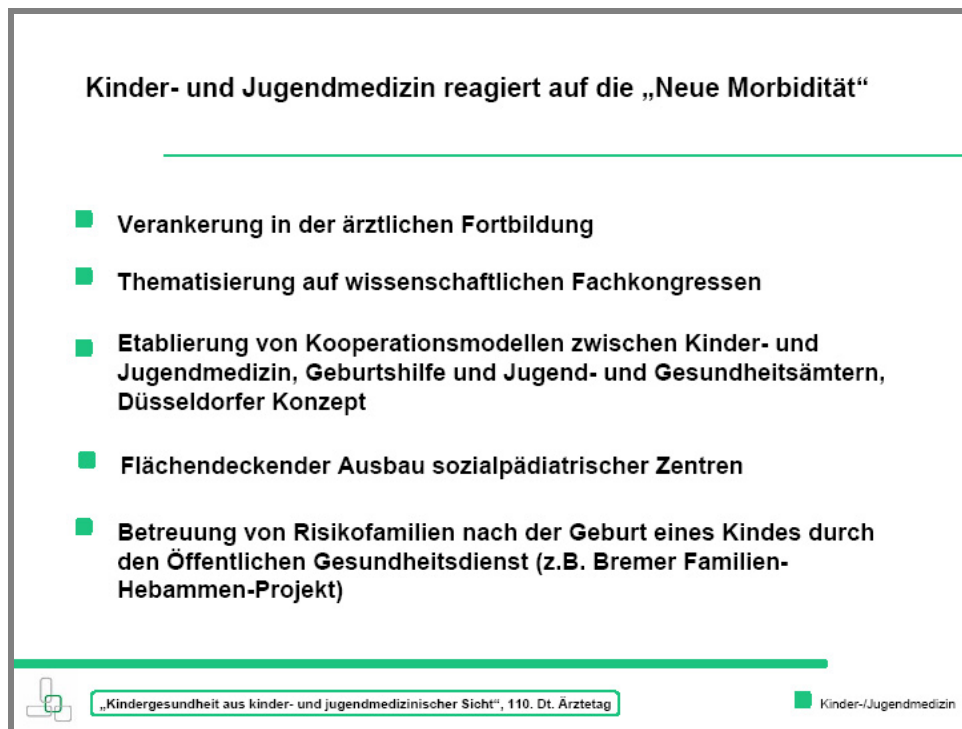 Kinder- und Jugendmedizin reagiert auf die „Neue Morbidität“
Verankerung in der ärztlichen Fortbildung
Thematisierung auf wissenschaftlichen Fachkongressen
Etablierung von Kooperationsmodellen zwischen Kinder- und
Jugendmedizin, Geburtshilfe und Jugend- und Gesundheitsämtern,
Düsseldorfer Konzept
Flächendeckender Ausbau sozialpädiatrischer Zentren
Betreuung von Risikofamilien nach der Geburt eines Kindes durch
den Öffentlichen Gesundheitsdienst (z.B. Bremer Familien-
Hebammen-Projekt)
„Kindergesundheit aus kinder- und jugendmedizinischer Sicht“, 110. Dt. Ärztetag
Kinder-/Jugendmedizin